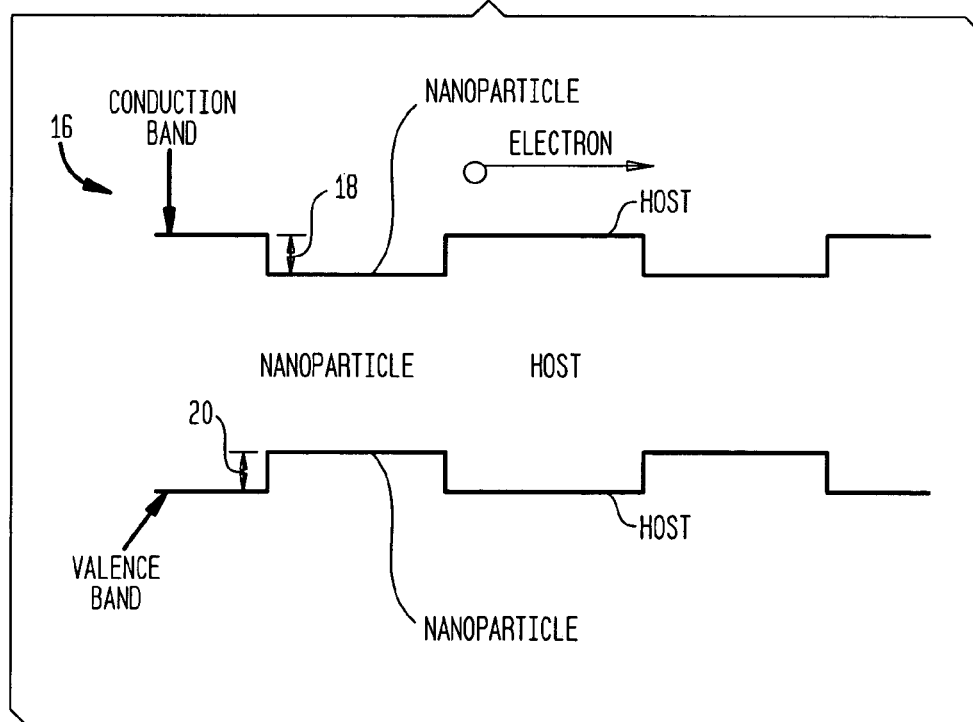 NANOPARTICLE
CONDUCTION
BAND
16
ELECTRON
18
HOST
NANOPARTICLE
HOST
20
HOST
VALENCE
BAND
NANOPARTICLE